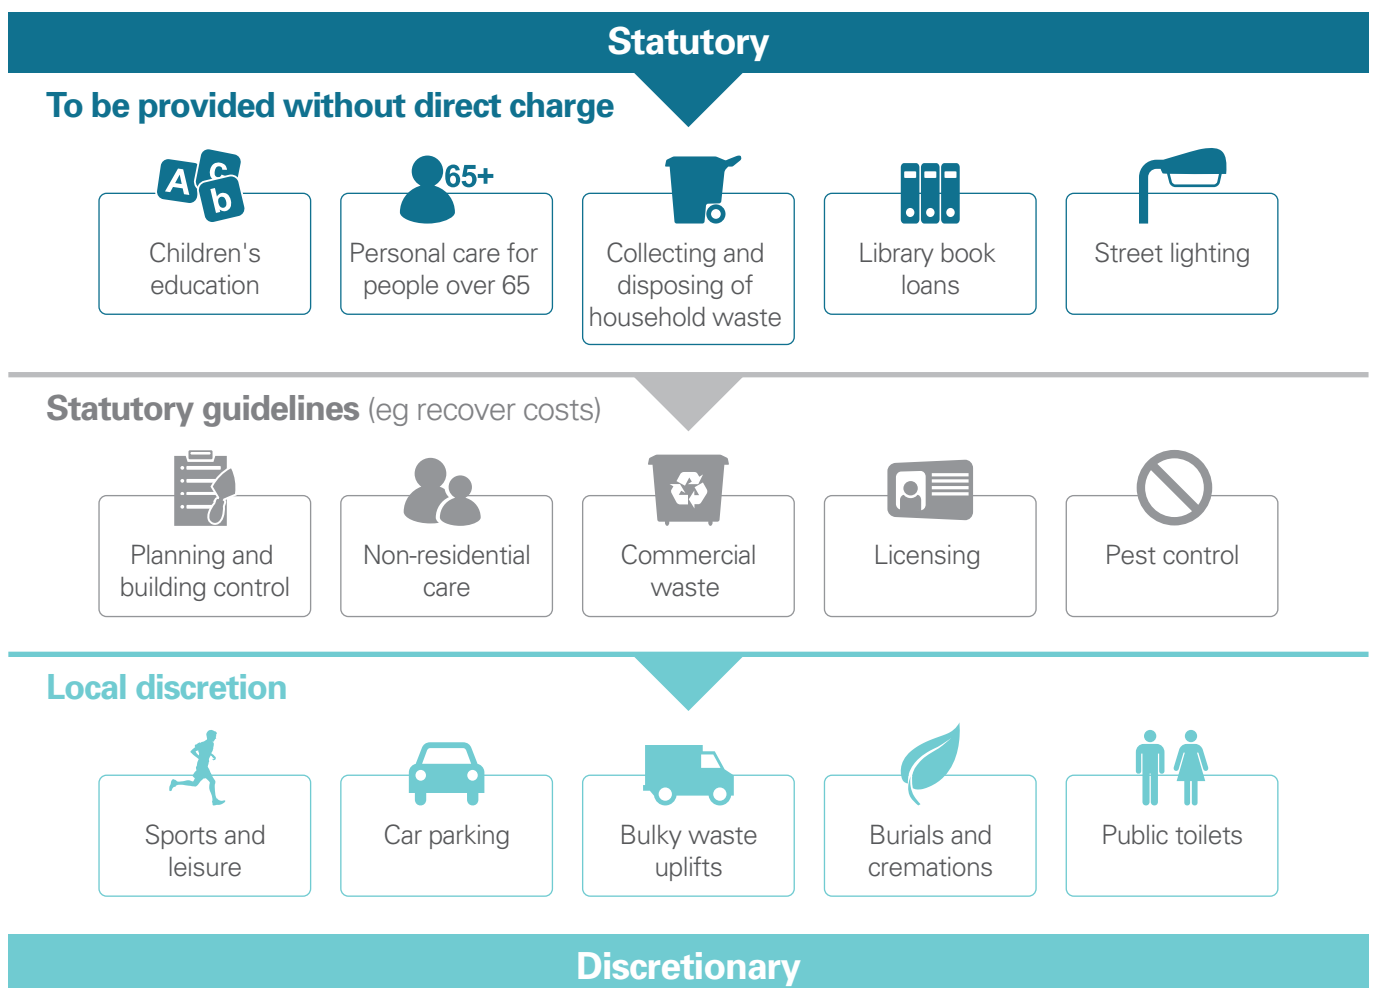 Statutory
To be provided without direct charge
A c b
65+
Children's
education
Personal care for
people over 65
Collecting and
disposing of
household waste
Library book
loans
Street lighting
Statutory guidelines (eg recover costs)
Planning and
building control
Non-residential
care
Commercial
waste
Licensing
Pest control
Local discretion
Sports and
leisure
Car parking
Bulky waste
uplifts
Burials and
cremations
Public toilets
Discretionary